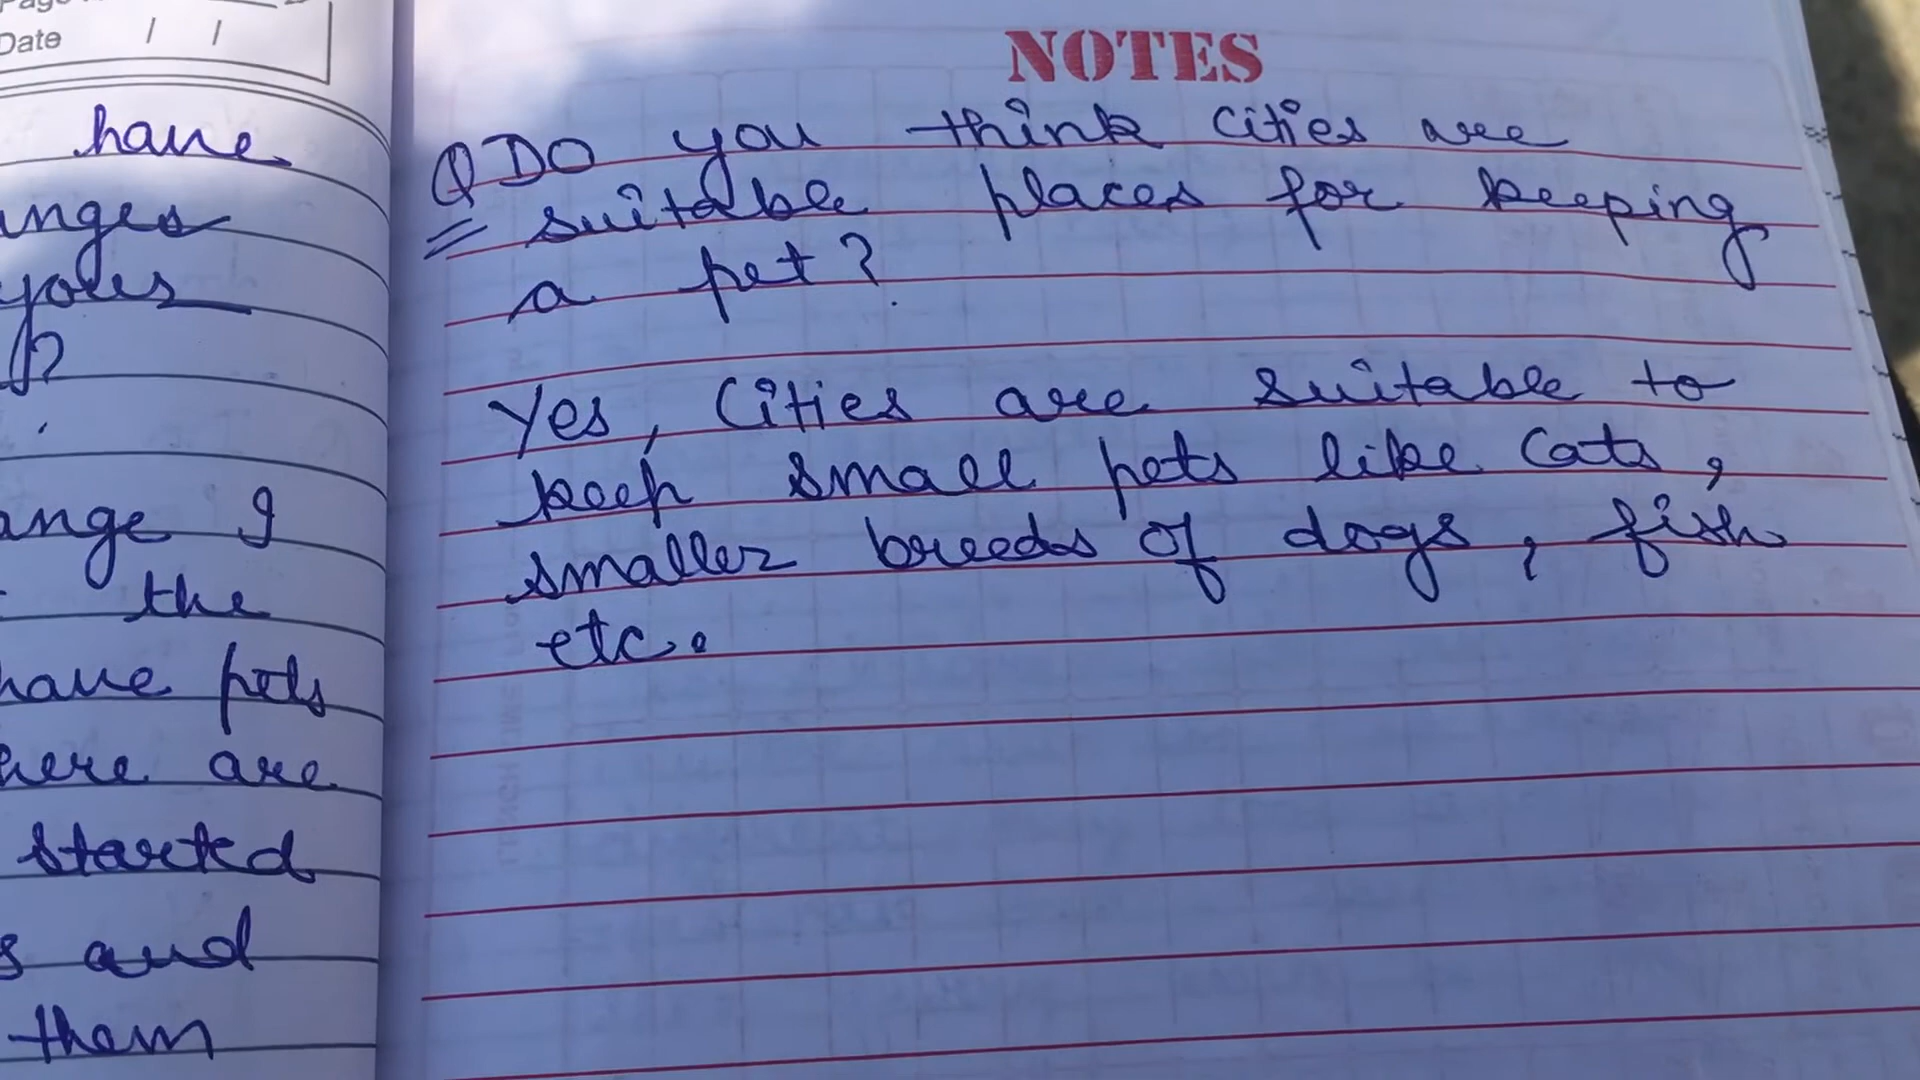 Date / /
have
anges
years
?
ange I
the
have pets
here are
started
s and
them
NOTES
Q Do you think cities are
suitable places for keeping
a pet?
Yes, Cities are suitable to
keep small pets like Cats,
smaller breeds of dogs, fish
etc.